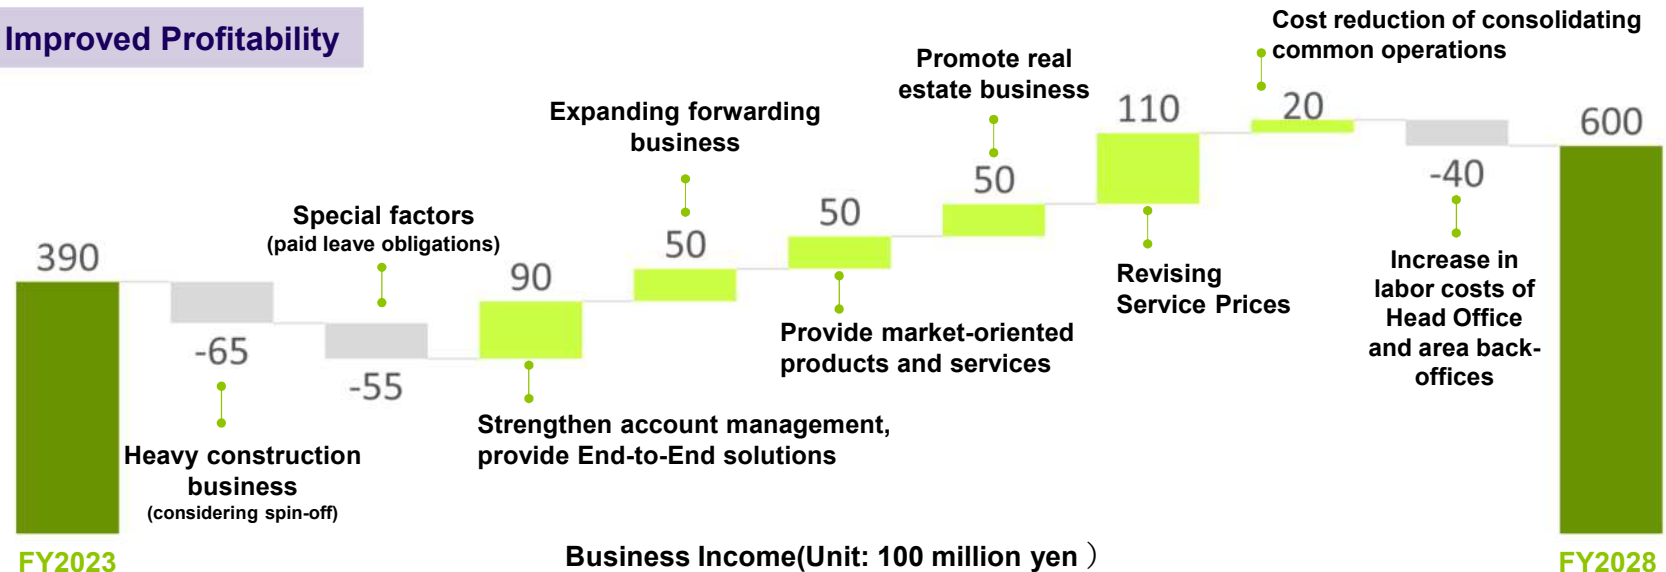 Improved Profitability
Cost reduction of consolidating
common operations
Promote real
estate business
Expanding forwarding
business
Special factors
(paid leave obligations)
390
-65
-55
90
50
50
50
110
20
-40
600
Heavy construction
business
(considering spin-off)
Strengthen account management,
provide End-to-End solutions
Provide market-oriented
products and services
Revising
Service Prices
Increase in
labor costs of
Head Office
and area back-
offices
FY2023
Business Income(Unit: 100 million yen ）
FY2028